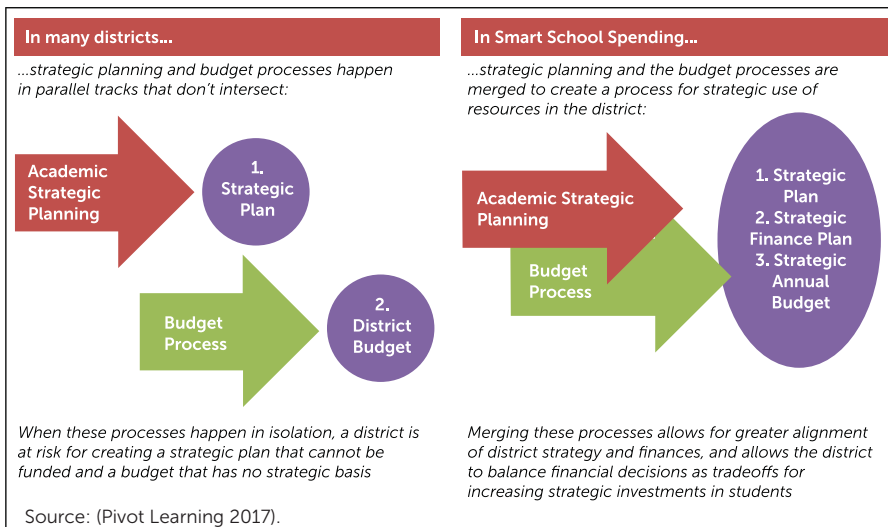 In many districts...
...strategic planning and budget processes happen
in parallel tracks that don't intersect:
Academic
Strategic
Planning
1.
Strategic
Plan
Budget
Process
2.
District
Budget
When these processes happen in isolation, a district is
at risk for creating a strategic plan that cannot be
funded and a budget that has no strategic basis
In Smart School Spending...
...strategic planning and the budget processes are
merged to create a process for strategic use of
resources in the district:
Academic Strategic
Planning
Budget
Process
1. Strategic
Plan
2. Strategic
Finance Plan
3. Strategic
Annual
Budget
Merging these processes allows for greater alignment
of district strategy and finances, and allows the district
to balance financial decisions as tradeoffs for
increasing strategic investments in students
Source: (Pivot Learning 2017).